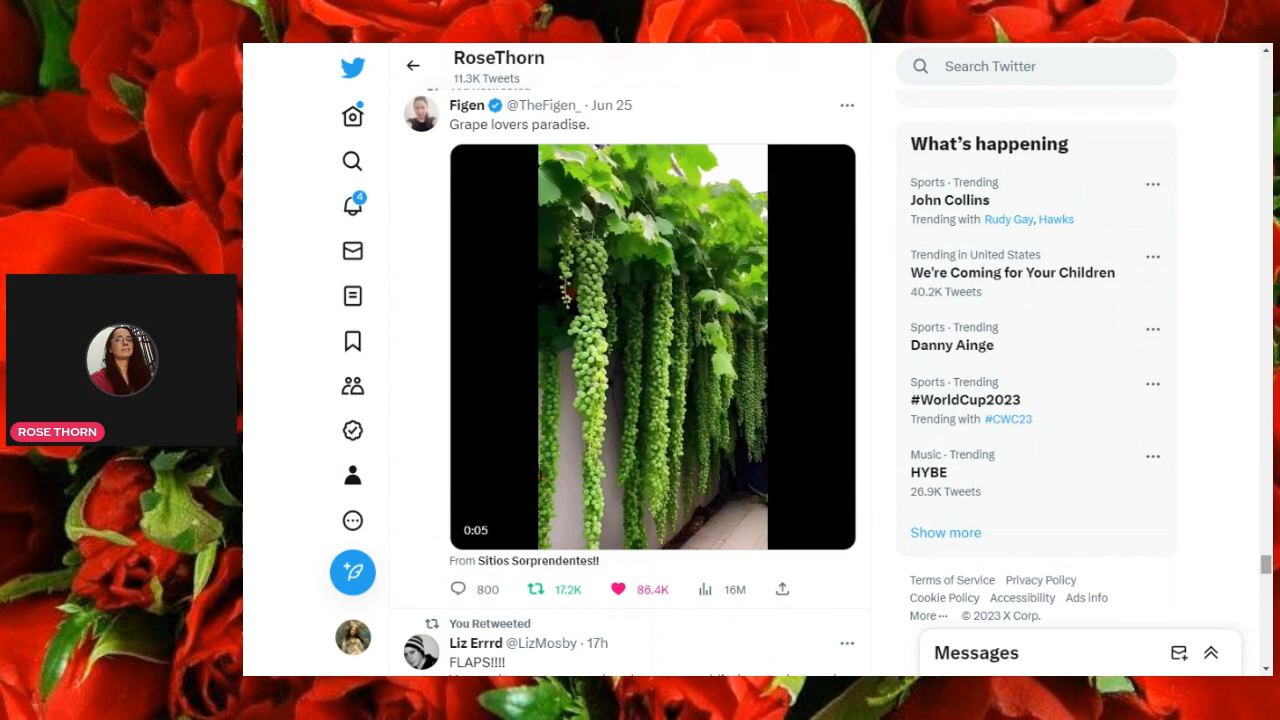 RoseThorn
11.3K Tweets
Figen @TheFigen_ · Jun 25
Grape lovers paradise.
0:05
From Sitios Sorprendentes!!
800 17.2K 86.4K 16M
You Retweeted
Liz Errrd @LizMosby · 17h
FLAPS!!!!
4
ROSE THORN
Search Twitter
What's happening
Sports · Trending
John Collins
Trending with Rudy Gay, Hawks
Trending in United States
We're Coming for Your Children
40.2K Tweets
Sports · Trending
Danny Ainge
Sports · Trending
#WorldCup2023
Trending with #CWC23
Music · Trending
HYBE
26.9K Tweets
Show more
Terms of Service Privacy Policy
Cookie Policy Accessibility Ads info
More ··· © 2023 X Corp.
Messages